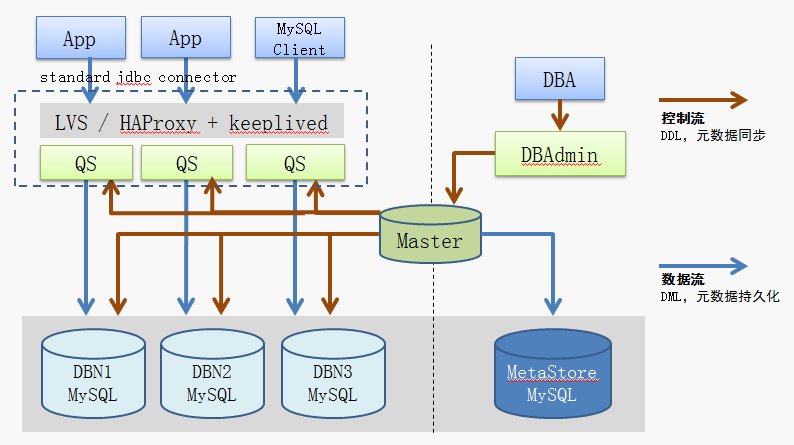 App
App
MySQL
Client
standard jdbc connector
LVS / HAProxy + keeplived
QS
QS
QS
DBA
DBAdmin
控制流
DDL，元数据同步
Master
数据流
DML，元数据持久化
DBN1
MySQL
DBN2
MySQL
DBN3
MySQL
MetaStore
MySQL